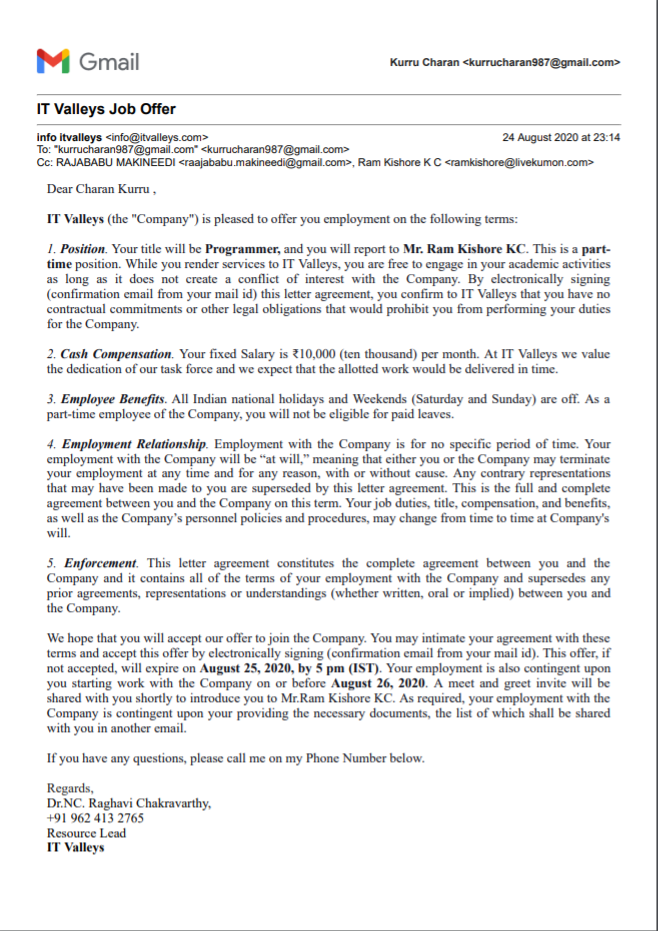 Gmail
Kurru Charan <kurrucharan987@gmail.com>
IT Valleys Job Offer
info itvalleys <info@itvalleys.com>
24 August 2020 at 23:14
To: "kurrucharan987@gmail.com" <kurrucharan987@gmail.com>
Cc: RAJABABU MAKINEEDI <raajababu.makineedi@gmail.com>, Ram Kishore K C <ramkishore@livekumon.com>
Dear Charan Kurru ,
IT Valleys (the "Company") is pleased to offer you employment on the following terms:
1. Position. Your title will be Programmer, and you will report to Mr. Ram Kishore KC. This is a part-
time position. While you render services to IT Valleys, you are free to engage in your academic activities
as long as it does not create a conflict of interest with the Company. By electronically signing
(confirmation email from your mail id) this letter agreement, you confirm to IT Valleys that you have no
contractual commitments or other legal obligations that would prohibit you from performing your duties
for the Company.
2. Cash Compensation. Your fixed Salary is ₹10,000 (ten thousand) per month. At IT Valleys we value
the dedication of our task force and we expect that the allotted work would be delivered in time.
3. Employee Benefits. All Indian national holidays and Weekends (Saturday and Sunday) are off. As a
part-time employee of the Company, you will not be eligible for paid leaves.
4. Employment Relationship. Employment with the Company is for no specific period of time. Your
employment with the Company will be “at will,” meaning that either you or the Company may terminate
your employment at any time and for any reason, with or without cause. Any contrary representations
that may have been made to you are superseded by this letter agreement. This is the full and complete
agreement between you and the Company on this term. Your job duties, title, compensation, and benefits,
as well as the Company’s personnel policies and procedures, may change from time to time at Company's
will.
5. Enforcement. This letter agreement constitutes the complete agreement between you and the
Company and it contains all of the terms of your employment with the Company and supersedes any
prior agreements, representations or understandings (whether written, oral or implied) between you and
the Company.
We hope that you will accept our offer to join the Company. You may intimate your agreement with these
terms and accept this offer by electronically signing (confirmation email from your mail id). This offer, if
not accepted, will expire on August 25, 2020, by 5 pm (IST). Your employment is also contingent upon
you starting work with the Company on or before August 26, 2020. A meet and greet invite will be
shared with you shortly to introduce you to Mr.Ram Kishore KC. As required, your employment with the
Company is contingent upon your providing the necessary documents, the list of which shall be shared
with you in another email.
If you have any questions, please call me on my Phone Number below.
Regards,
Dr.NC. Raghavi Chakravarthy,
+91 962 413 2765
Resource Lead
IT Valleys